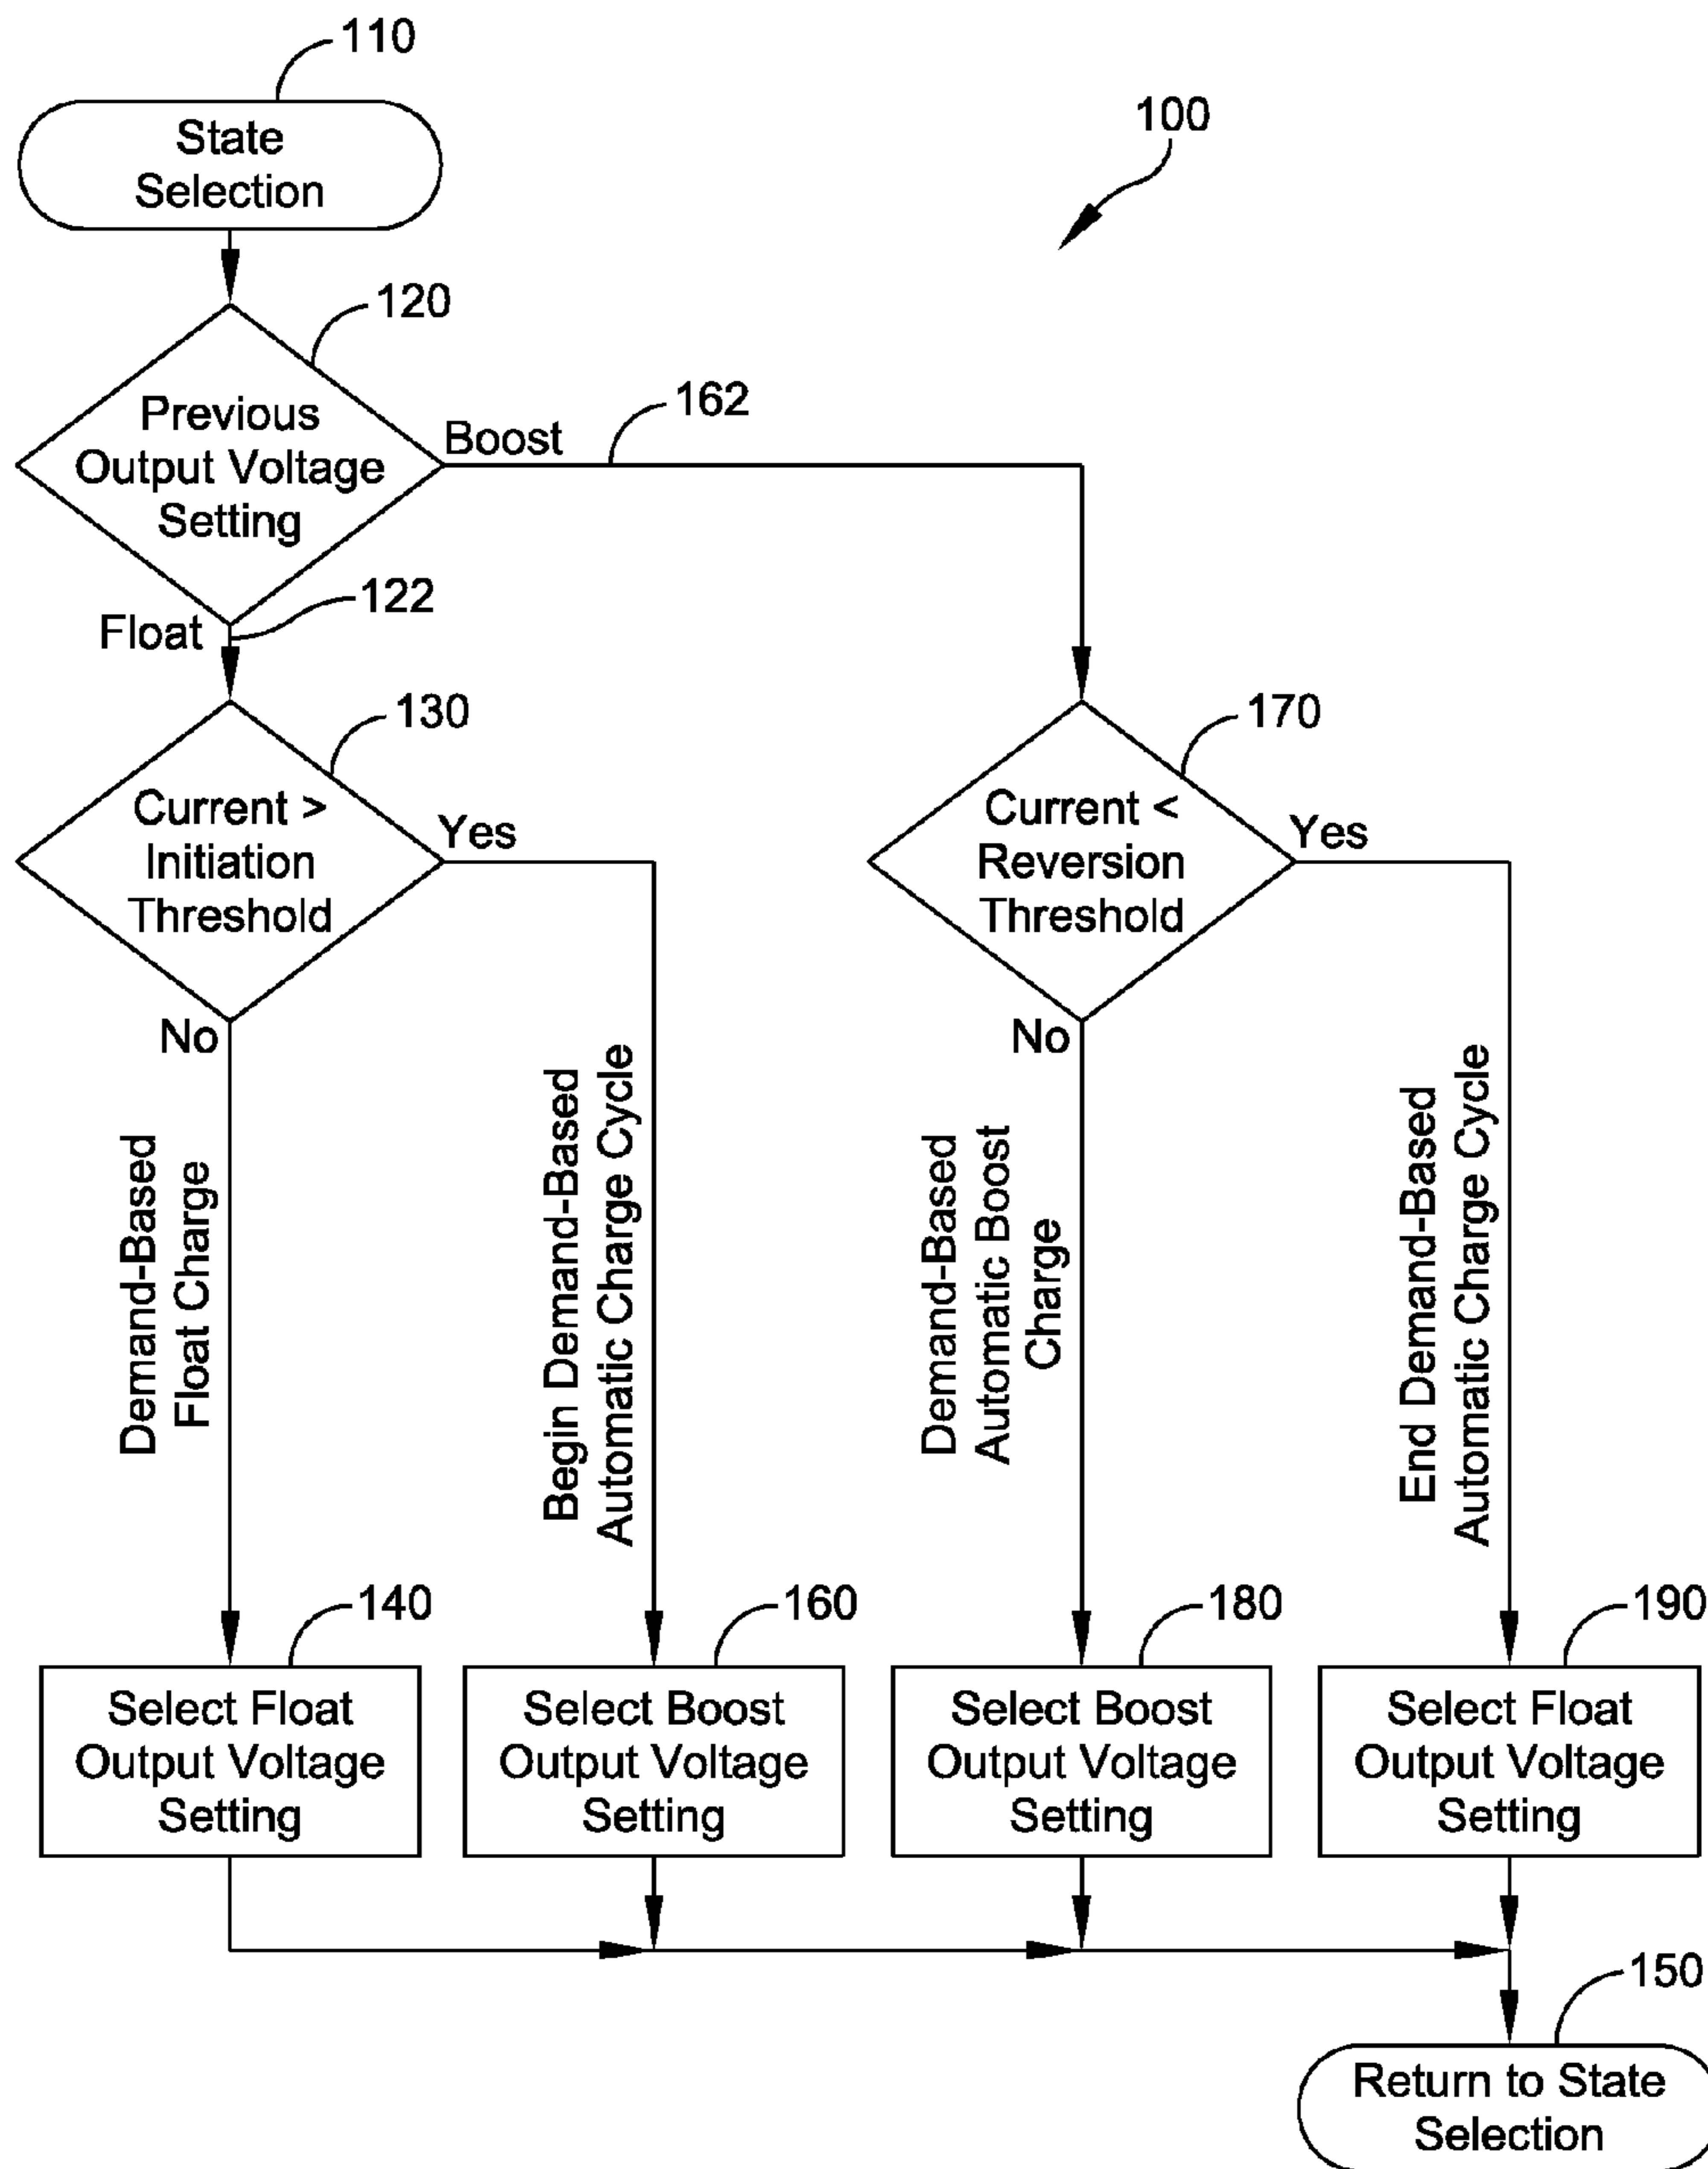 110
State
Selection
100
120
Previous
Output Voltage
Setting
Boost
162
Float
122
130
Current >
Initiation
Threshold
Yes
No
170
Current <
Reversion
Threshold
Yes
No
Demand-Based
Float Charge
Begin Demand-Based
Automatic Charge Cycle
Demand-Based
Automatic Boost
Charge
End Demand-Based
Automatic Charge Cycle
140
Select Float
Output Voltage
Setting
160
Select Boost
Output Voltage
Setting
180
Select Boost
Output Voltage
Setting
190
Select Float
Output Voltage
Setting
150
Return to State
Selection